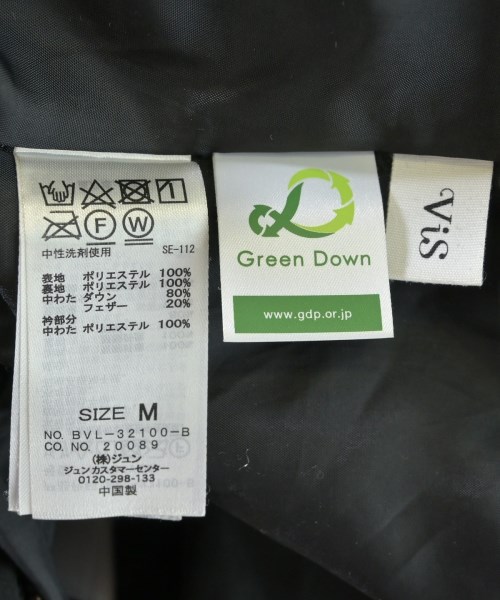 F W
中性洗剤使用 SE-112
表地 ポリエステル 100%
裏地 ポリエステル 100%
中わた ダウン 80%
フェザー 20%
衿部分
中わた ポリエステル 100%
SIZE M
NO. BVL-32100-B
CO. NO. 20089
(株)ジュン
ジュンカスタマーセンター
0120-298-133
中国製
Green Down
www.gdp.or.jp
ViS